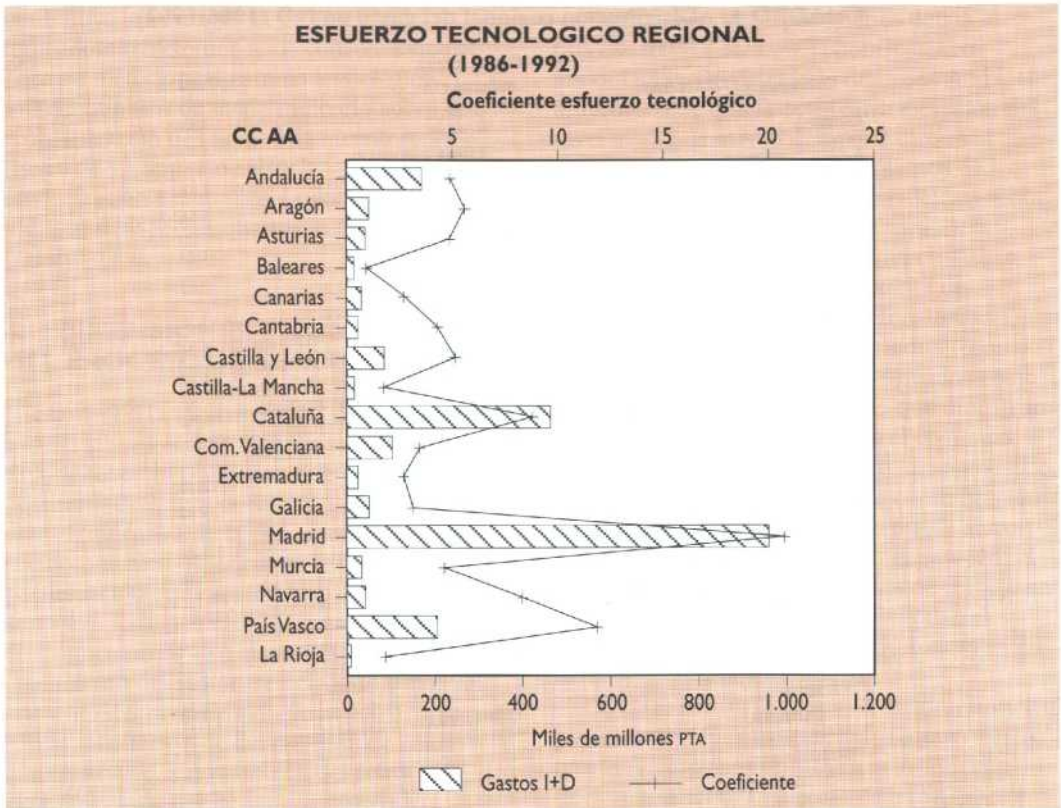 ESFUERZO TECNOLOGICO REGIONAL
(1986-1992)
Coeficiente esfuerzo tecnológico
CC AA 5 10 15 20 25
Andalucía
Aragón
Asturias
Baleares
Canarias
Cantabria
Castilla y León
Castilla-La Mancha
Cataluña
Com. Valenciana
Extremadura
Galicia
Madrid
Murcia
Navarra
País Vasco
La Rioja
0 200 400 600 800 1.000 1.200
Miles de millones PTA
Gastos I+D Coeficiente